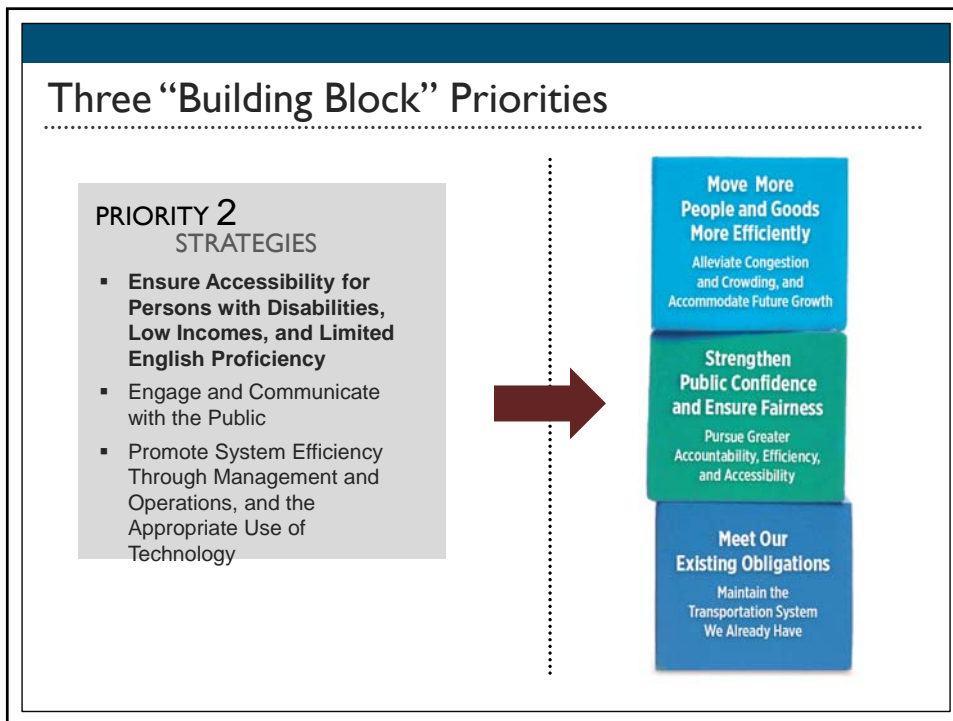 Three “Building Block” Priorities
PRIORITY 2
STRATEGIES
▪ Ensure Accessibility for
Persons with Disabilities,
Low Incomes, and Limited
English Proficiency
▪ Engage and Communicate
with the Public
▪ Promote System Efficiency
Through Management and
Operations, and the
Appropriate Use of
Technology
Move More
People and Goods
More Efficiently
Alleviate Congestion
and Crowding, and
Accommodate Future Growth
Strengthen
Public Confidence
and Ensure Fairness
Pursue Greater
Accountability, Efficiency,
and Accessibility
Meet Our
Existing Obligations
Maintain the
Transportation System
We Already Have